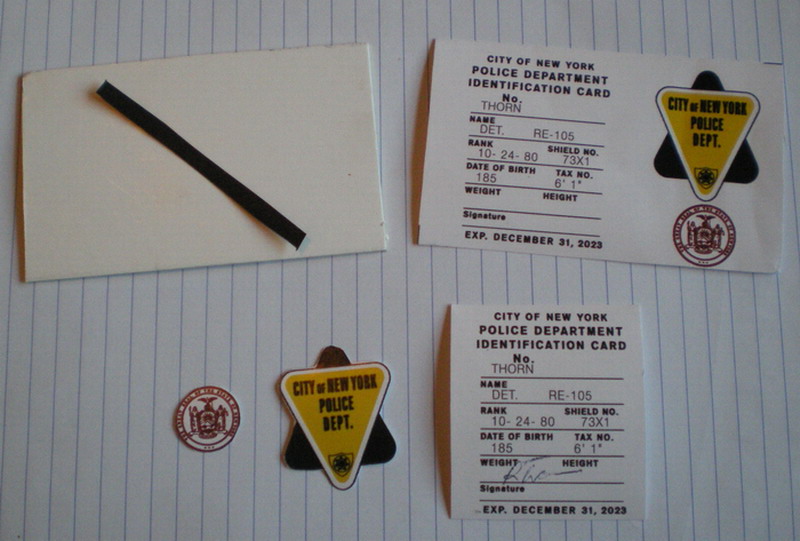 CITY OF NEW YORK
POLICE DEPARTMENT
IDENTIFICATION CARD
No.
THORN
NAME
DET. RE-105
RANK SHIELD NO.
10- 24- 80 73X1
DATE OF BIRTH TAX NO.
185 6' 1"
WEIGHT HEIGHT
Signature
EXP. DECEMBER 31, 2023
CITY OF NEW YORK
POLICE
DEPT.
CITY OF NEW YORK
POLICE
DEPT.
CITY OF NEW YORK
POLICE DEPARTMENT
IDENTIFICATION CARD
No.
THORN
NAME
DET. RE-105
RANK SHIELD NO.
10- 24- 80 73X1
DATE OF BIRTH TAX NO.
185 6' 1"
WEIGHT HEIGHT
Signature
EXP. DECEMBER 31, 2023